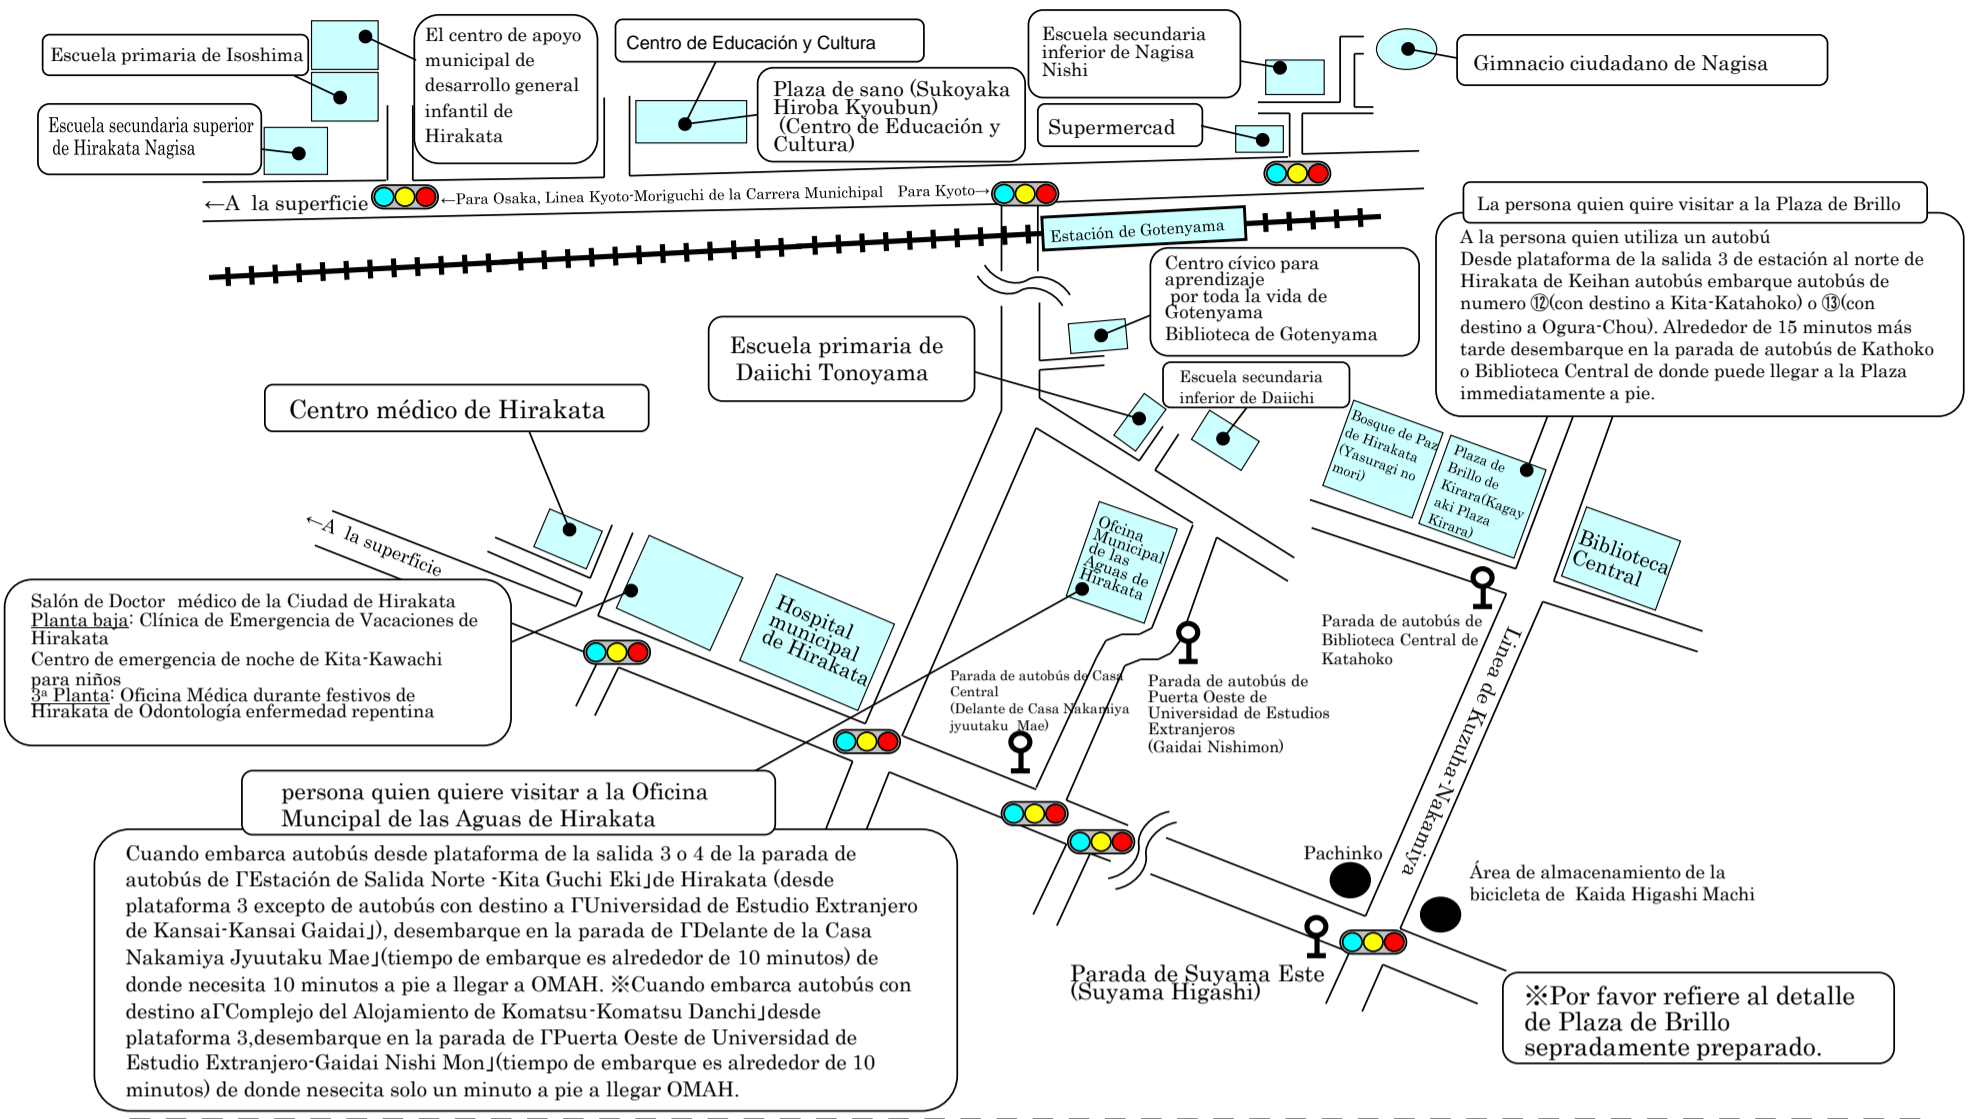 Escuela primaria de Isoshima
El centro de apoyo
municipal de
desarrollo general
infantil de
Hirakata
Escuela secundaria superior
de Hirakata Nagisa
Centro de Educación y Cultura
Plaza de sano (Sukoyaka
Hiroba Kyoubun)
(Centro de Educación y
Cultura)
Escuela secundaria
inferior de Nagisa
Nishi
Supermercad
Gimnacio ciudadano de Nagisa
←A la superficie
←Para Osaka, Linea Kyoto-Moriguchi de la Carrera Munichipal Para Kyoto→
Estación de Gotenyama
La persona quien quire visitar a la Plaza de Brillo
A la persona quien utiliza un autobú
Desde plataforma de la salida 3 de estación al norte de
Hirakata de Keihan autobús embarque autobús de
numero ⑫(con destino a Kita-Katahoko) o ⑬(con
destino a Ogura-Chou). Alrededor de 15 minutos más
tarde desembarque en la parada de autobús de Kathoko
o Biblioteca Central de donde puede llegar a la Plaza
immediatamente a pie.
Centro cívico para
aprendizaje
por toda la vida de
Gotenyama
Biblioteca de Gotenyama
Escuela primaria de
Daiichi Tonoyama
Escuela secundaria
inferior de Daiichi
Centro médico de Hirakata
Bosque de Paz
de Hirakata
(Yasuragi no
mori)
Plaza de
Brillo de
Kirara(Kagay
aki Plaza
Kirara)
Biblioteca
Central
←A la superficie
Ofcina
Municipal
de las
Aguas de
Hirakata
Salón de Doctor médico de la Ciudad de Hirakata
Planta baja: Clínica de Emergencia de Vacaciones de
Hirakata
Centro de emergencia de noche de Kita-Kawachi
para niños
3ª Planta: Oficina Médica durante festivos de
Hirakata de Odontología enfermedad repentina
Hospital
municipal
de Hirakata
Parada de autobús de Casa
Central
(Delante de Casa Nakamiya
jyuutaku Mae)
Parada de autobús de
Puerta Oeste de
Universidad de Estudios
Extranjeros
(Gaidai Nishimon)
Parada de autobús de
Biblioteca Central de
Katahoko
Linea de Kuzuha-Nakamiya
persona quien quiere visitar a la Oficina
Muncipal de las Aguas de Hirakata
Cuando embarca autobús desde plataforma de la salida 3 o 4 de la parada de
autobús de ｢Estación de Salida Norte -Kita Guchi Eki｣de Hirakata (desde
plataforma 3 excepto de autobús con destino a ｢Universidad de Estudio Extranjero
de Kansai-Kansai Gaidai｣), desembarque en la parada de ｢Delante de la Casa
Nakamiya Jyuutaku Mae｣(tiempo de embarque es alrededor de 10 minutos) de
donde necesita 10 minutos a pie a llegar a OMAH. ※Cuando embarca autobús con
destino a｢Complejo del Alojamiento de Komatsu-Komatsu Danchi｣desde
plataforma 3,desembarque en la parada de ｢Puerta Oeste de Universidad de
Estudio Extranjero-Gaidai Nishi Mon｣(tiempo de embarque es alrededor de 10
minutos) de donde nesecita solo un minuto a pie a llegar OMAH.
Pachinko
Área de almacenamiento de la
bicicleta de Kaida Higashi Machi
Parada de Suyama Este
(Suyama Higashi)
※Por favor refiere al detalle
de Plaza de Brillo
sepradamente preparado.